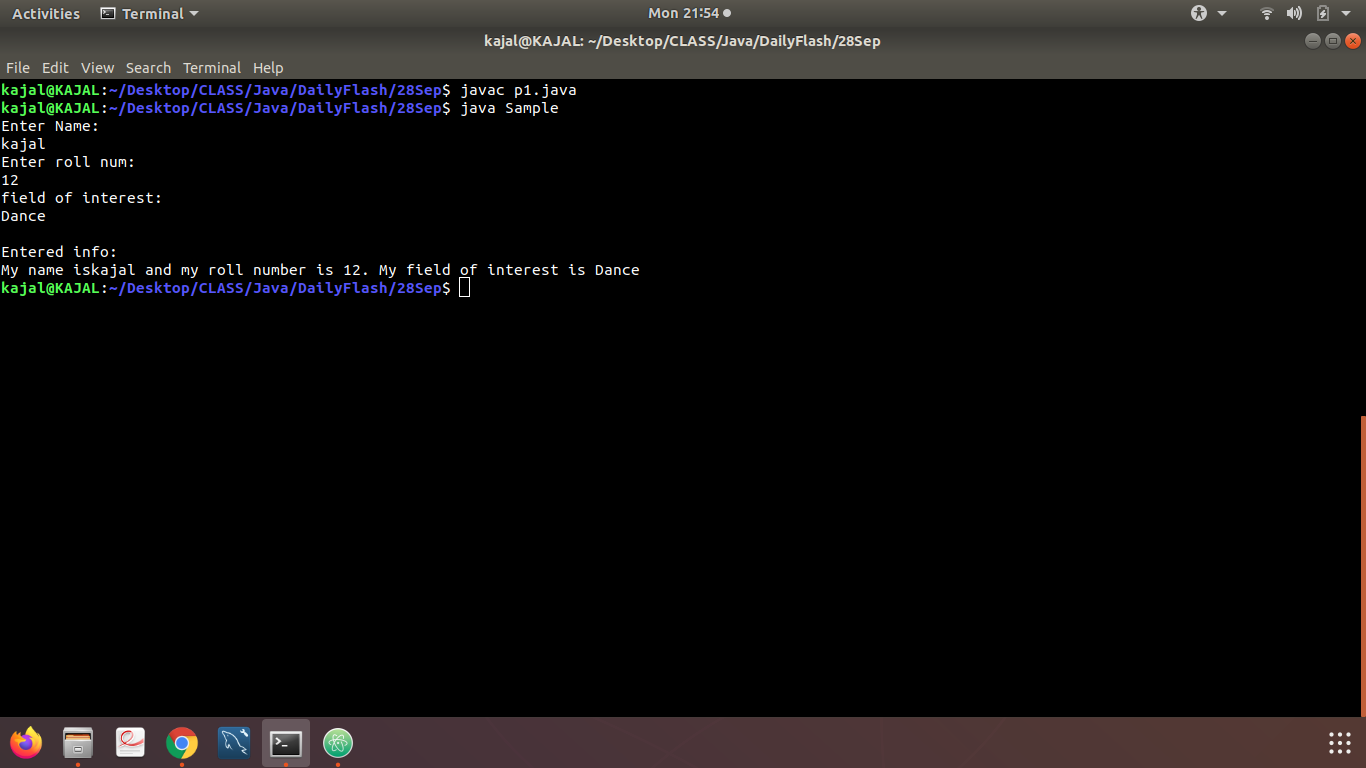 Activities Terminal Mon 21:54
kajal@KAJAL: ~/Desktop/CLASS/Java/DailyFlash/28Sep
File Edit View Search Terminal Help
kajal@KAJAL:~/Desktop/CLASS/Java/DailyFlash/28Sep$ javac p1.java
kajal@KAJAL:~/Desktop/CLASS/Java/DailyFlash/28Sep$ java Sample
Enter Name:
kajal
Enter roll num:
12
field of interest:
Dance
Entered info:
My name iskajal and my roll number is 12. My field of interest is Dance
kajal@KAJAL:~/Desktop/CLASS/Java/DailyFlash/28Sep$